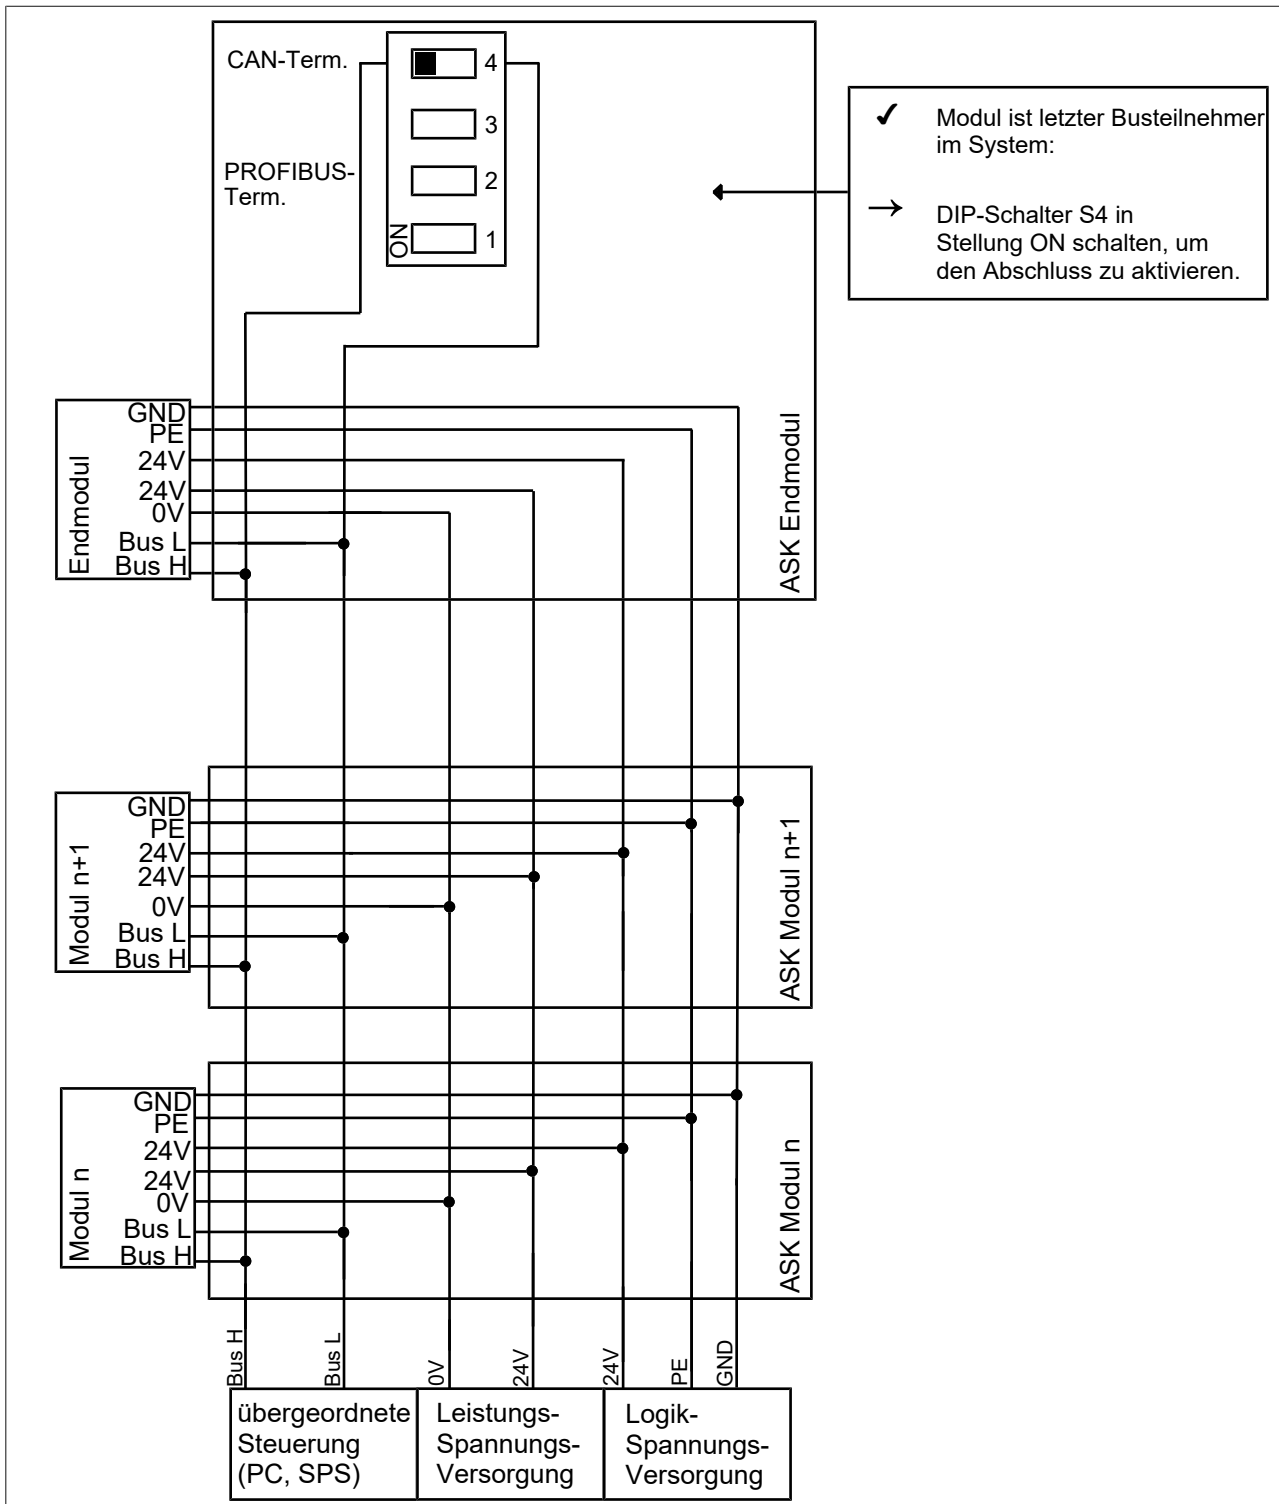 CAN-Term.
4
3
PROFIBUS-
Term.
2
ON
1
✓ Modul ist letzter Busteilnehmer
im System:
→ DIP-Schalter S4 in
Stellung ON schalten, um
den Abschluss zu aktivieren.
Endmodul
GND
PE
24V
24V
0V
Bus L
Bus H
ASK Endmodul
Modul n+1
GND
PE
24V
24V
0V
Bus L
Bus H
ASK Modul n+1
Modul n
GND
PE
24V
24V
0V
Bus L
Bus H
ASK Modul n
Bus H
Bus L
0V
24V
24V
PE
GND
übergeordnete
Steuerung
(PC, SPS)
Leistungs-
Spannungs-
Versorgung
Logik-
Spannungs-
Versorgung